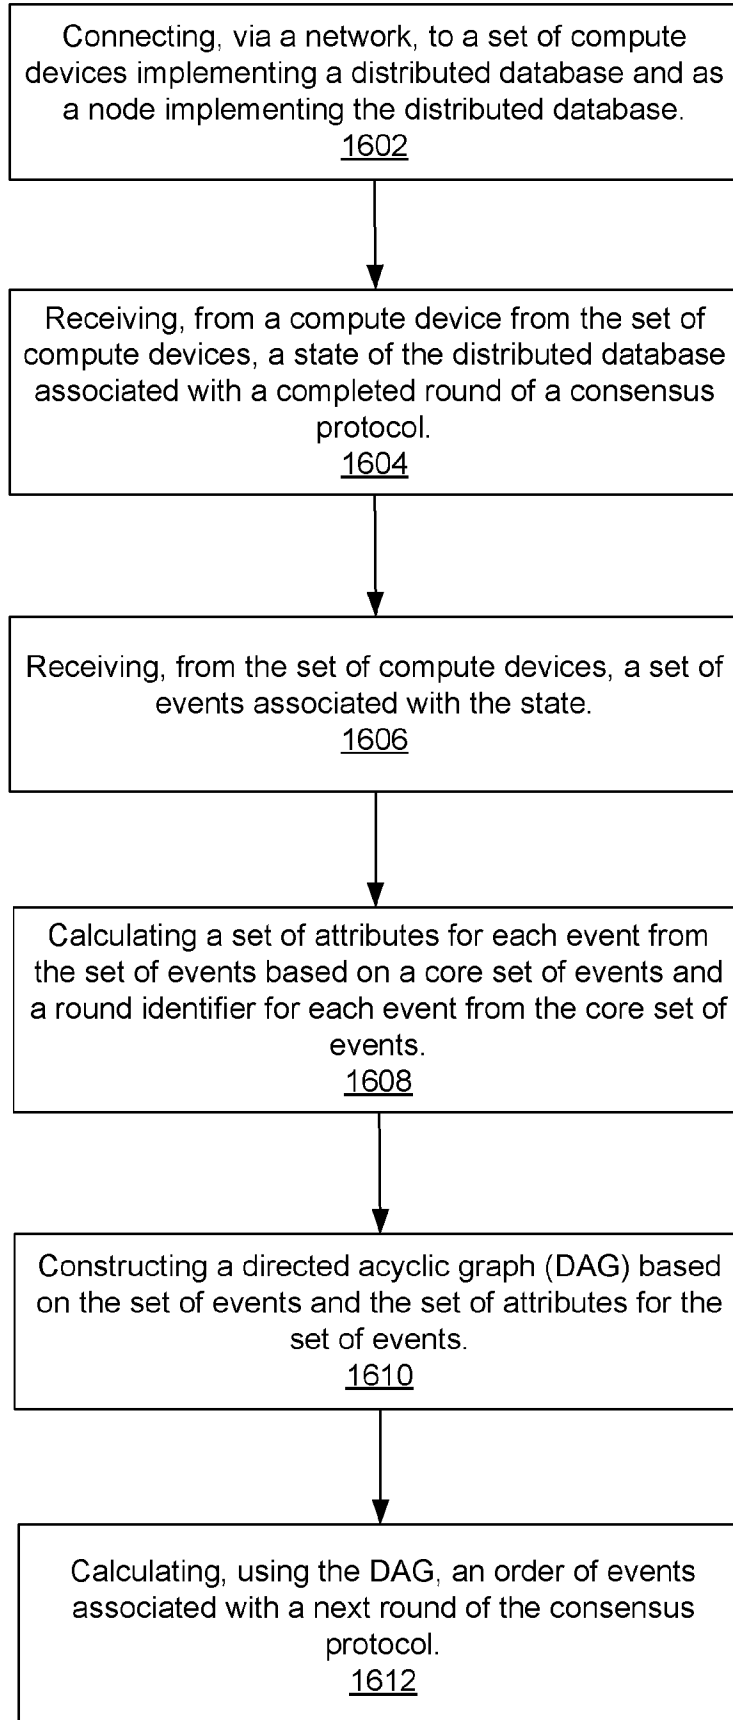 Connecting, via a network, to a set of compute
devices implementing a distributed database and as
a node implementing the distributed database.
1602
Receiving, from a compute device from the set of
compute devices, a state of the distributed database
associated with a completed round of a consensus
protocol.
1604
Receiving, from the set of compute devices, a set of
events associated with the state.
1606
Calculating a set of attributes for each event from
the set of events based on a core set of events and
a round identifier for each event from the core set of
events.
1608
Constructing a directed acyclic graph (DAG) based
on the set of events and the set of attributes for the
set of events.
1610
Calculating, using the DAG, an order of events
associated with a next round of the consensus
protocol.
1612